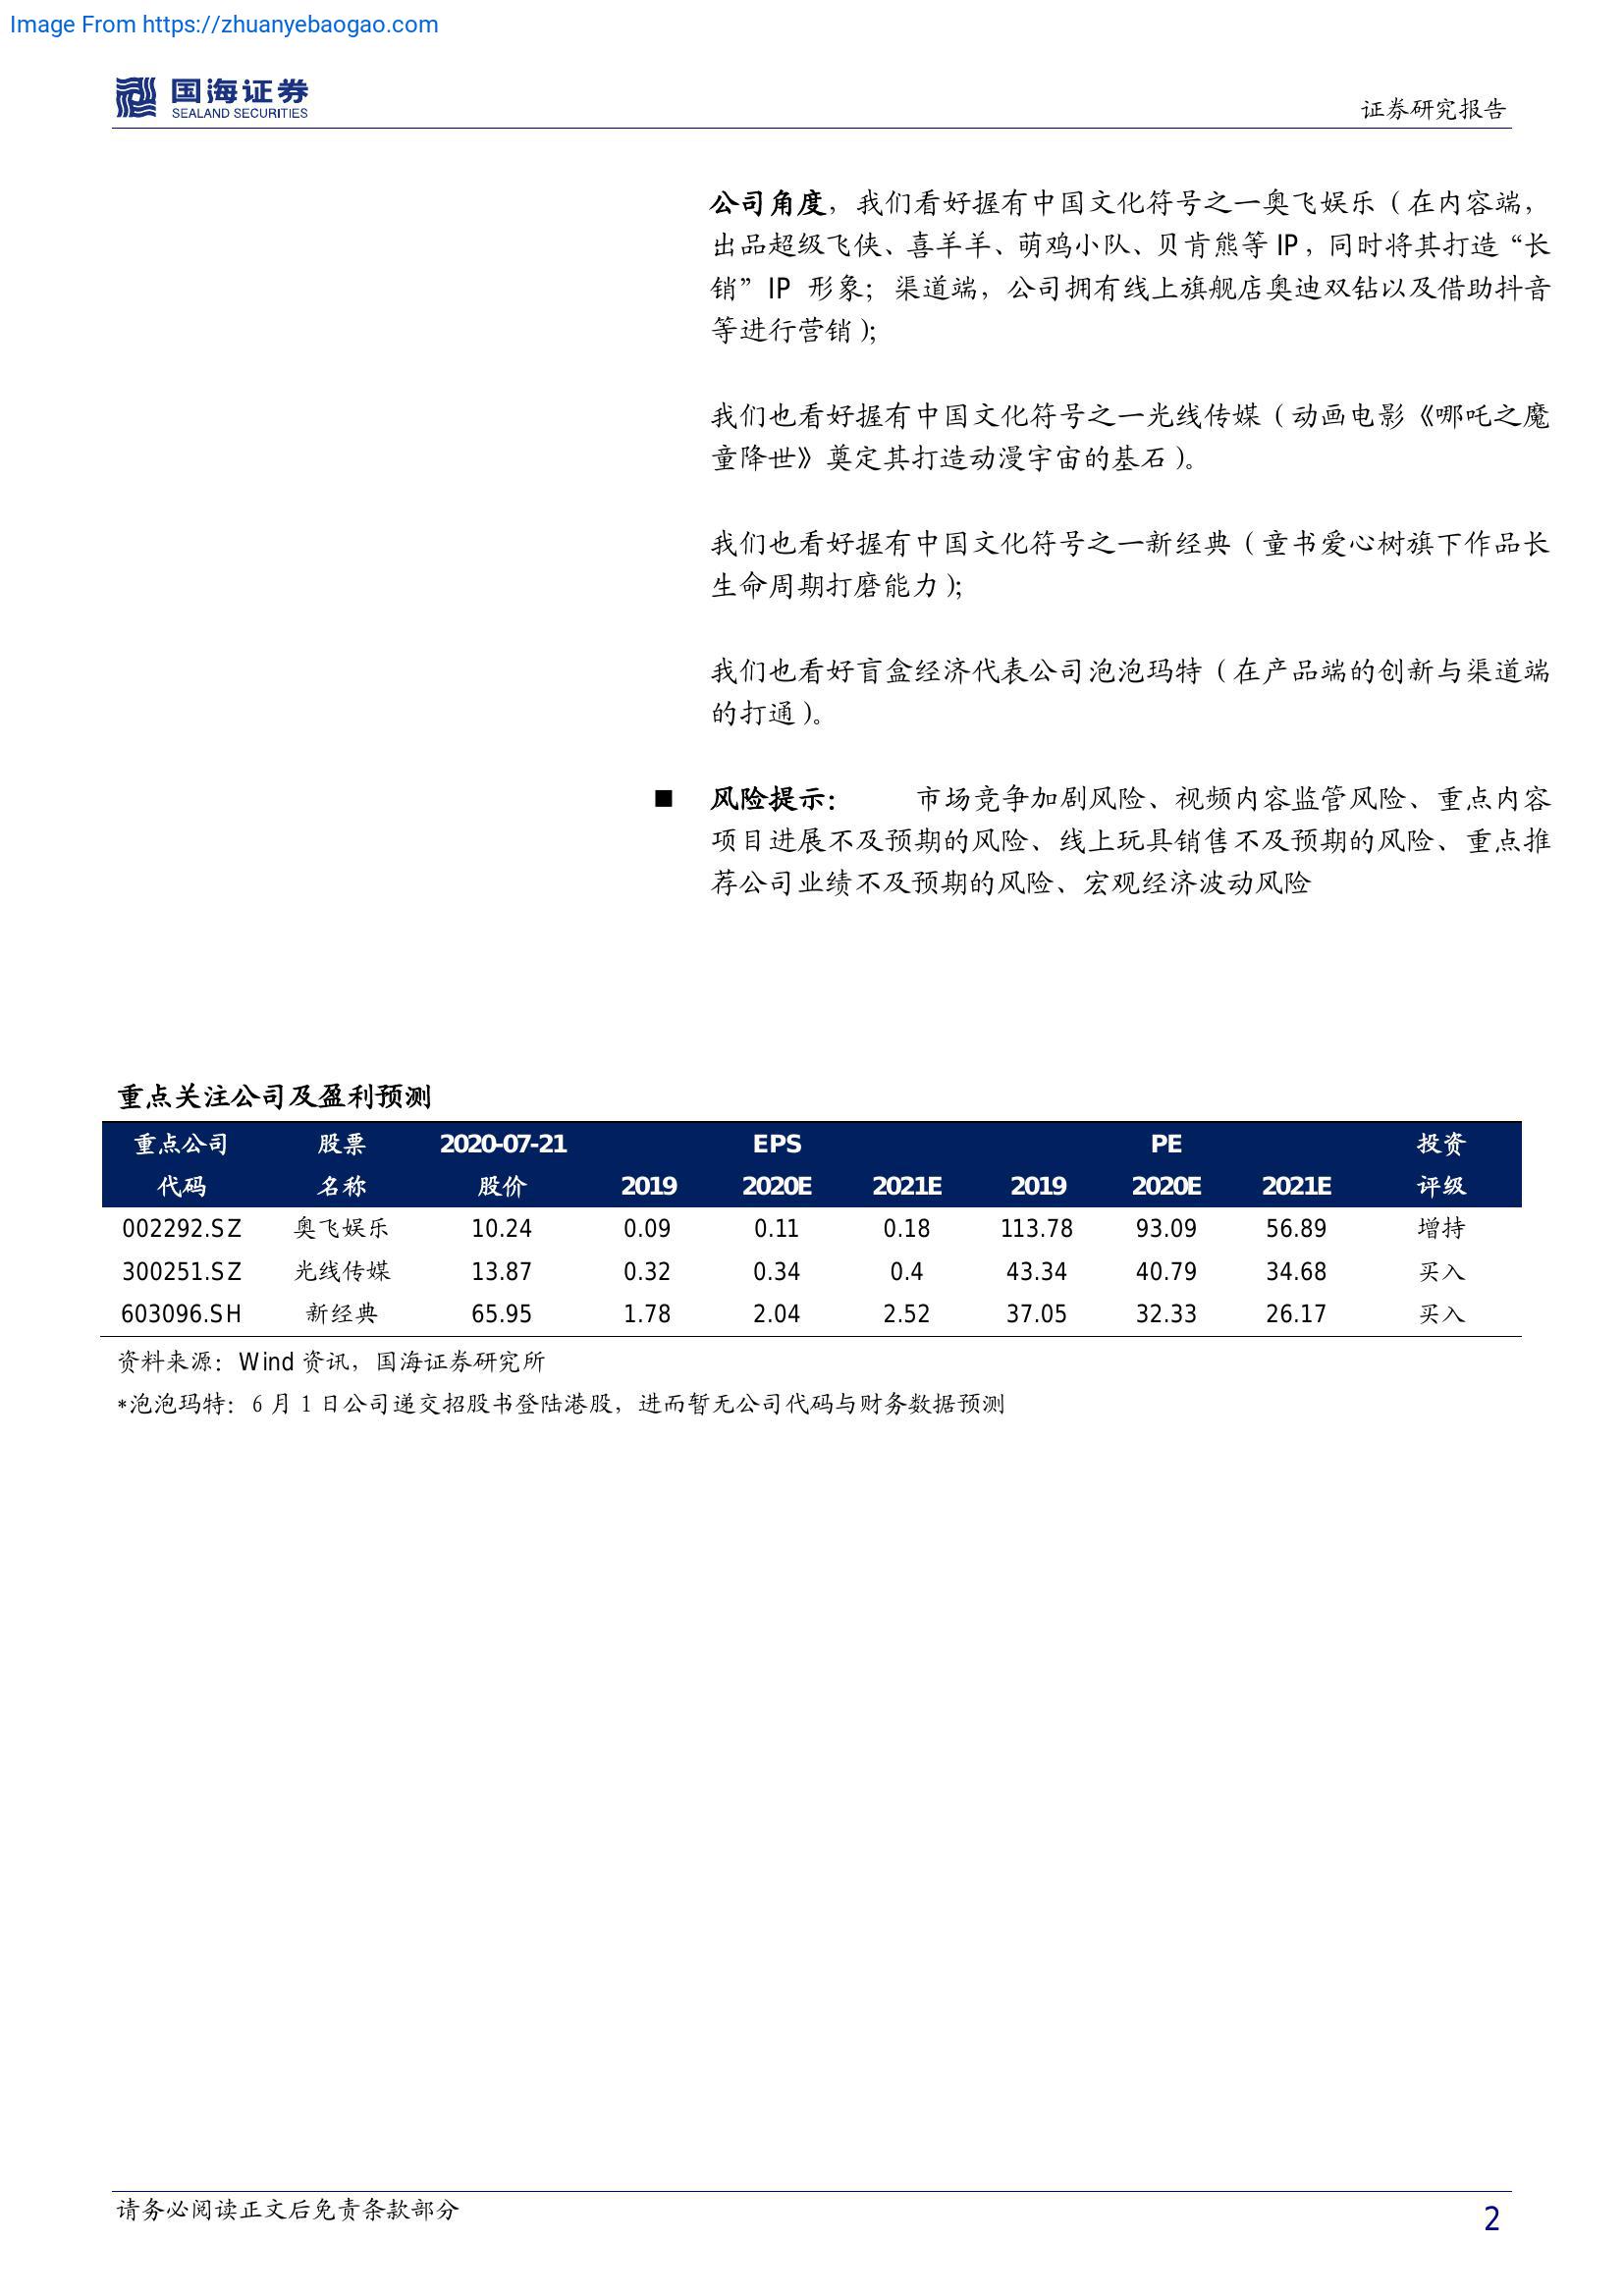 Image From https://zhuanyebaogao.com
国海证券
SEALAND SECURITIES
证券研究报告
公司角度，我们看好握有中国文化符号之一奥飞娱乐（在内容端，
出品超级飞侠、喜羊羊、萌鸡小队、贝肯熊等 IP，同时将其打造“长
销”IP 形象；渠道端，公司拥有线上旗舰店奥迪双钻以及借助抖音
等进行营销）；
我们也看好握有中国文化符号之一光线传媒（动画电影《哪吒之魔
童降世》奠定其打造动漫宇宙的基石）。
我们也看好握有中国文化符号之一新经典（童书爱心树旗下作品长
生命周期打磨能力）；
我们也看好盲盒经济代表公司泡泡玛特（在产品端的创新与渠道端
的打通）。
■ 风险提示： 市场竞争加剧风险、视频内容监管风险、重点内容
项目进展不及预期的风险、线上玩具销售不及预期的风险、重点推
荐公司业绩不及预期的风险、宏观经济波动风险
重点关注公司及盈利预测
重点公司 股票 2020-07-21 EPS PE 投资
代码 名称 股价 2019 2020E 2021E 2019 2020E 2021E 评级
002292.SZ 奥飞娱乐 10.24 0.09 0.11 0.18 113.78 93.09 56.89 增持
300251.SZ 光线传媒 13.87 0.32 0.34 0.4 43.34 40.79 34.68 买入
603096.SH 新经典 65.95 1.78 2.04 2.52 37.05 32.33 26.17 买入
资料来源：Wind 资讯，国海证券研究所
*泡泡玛特：6 月 1 日公司递交招股书登陆港股，进而暂无公司代码与财务数据预测
请务必阅读正文后免责条款部分
2